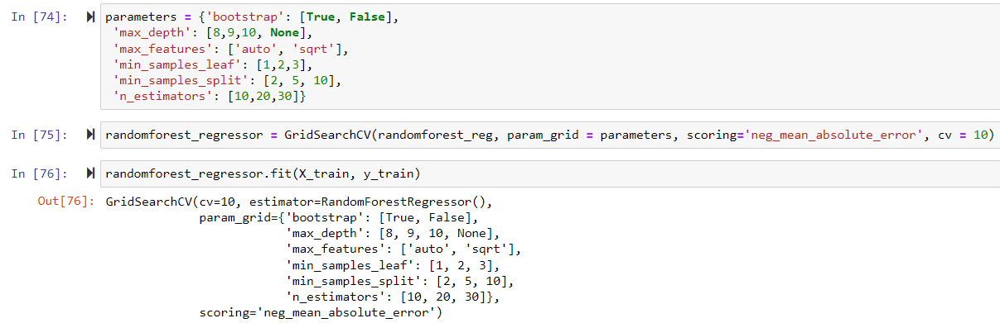 In [74]: parameters = {'bootstrap': [True, False],
'max_depth': [8,9,10, None],
'max_features': ['auto', 'sqrt'],
'min_samples_leaf': [1,2,3],
'min_samples_split': [2, 5, 10],
'n_estimators': [10,20,30]}
In [75]: randomforest_regressor = GridSearchCV(randomforest_reg, param_grid = parameters, scoring='neg_mean_absolute_error', cv = 10)
In [76]: randomforest_regressor.fit(X_train, y_train)
Out[76]: GridSearchCV(cv=10, estimator=RandomForestRegressor(),
param_grid={'bootstrap': [True, False],
'max_depth': [8, 9, 10, None],
'max_features': ['auto', 'sqrt'],
'min_samples_leaf': [1, 2, 3],
'min_samples_split': [2, 5, 10],
'n_estimators': [10, 20, 30]},
scoring='neg_mean_absolute_error')